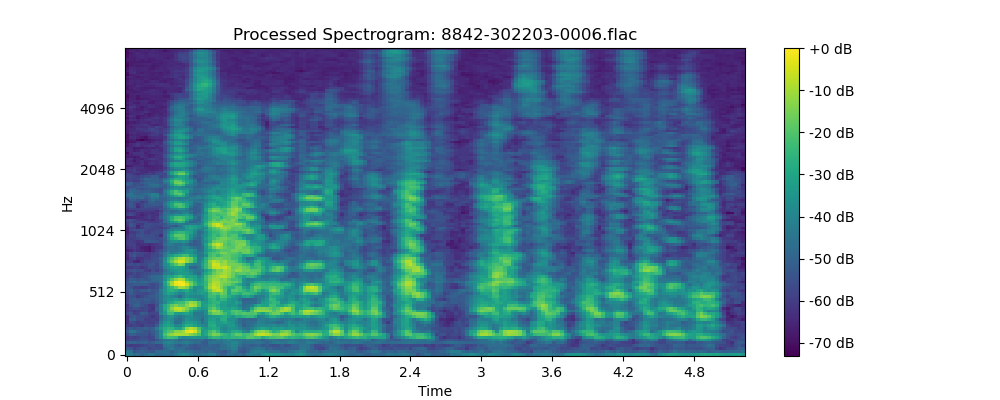 Processed Spectrogram: 8842-302203-0006.flac
+0 dB
-10 dB
-20 dB
-30 dB
-40 dB
-50 dB
-60 dB
-70 dB
Hz
4096
2048
1024
512
0
0 0.6 1.2 1.8 2.4 3 3.6 4.2 4.8
Time